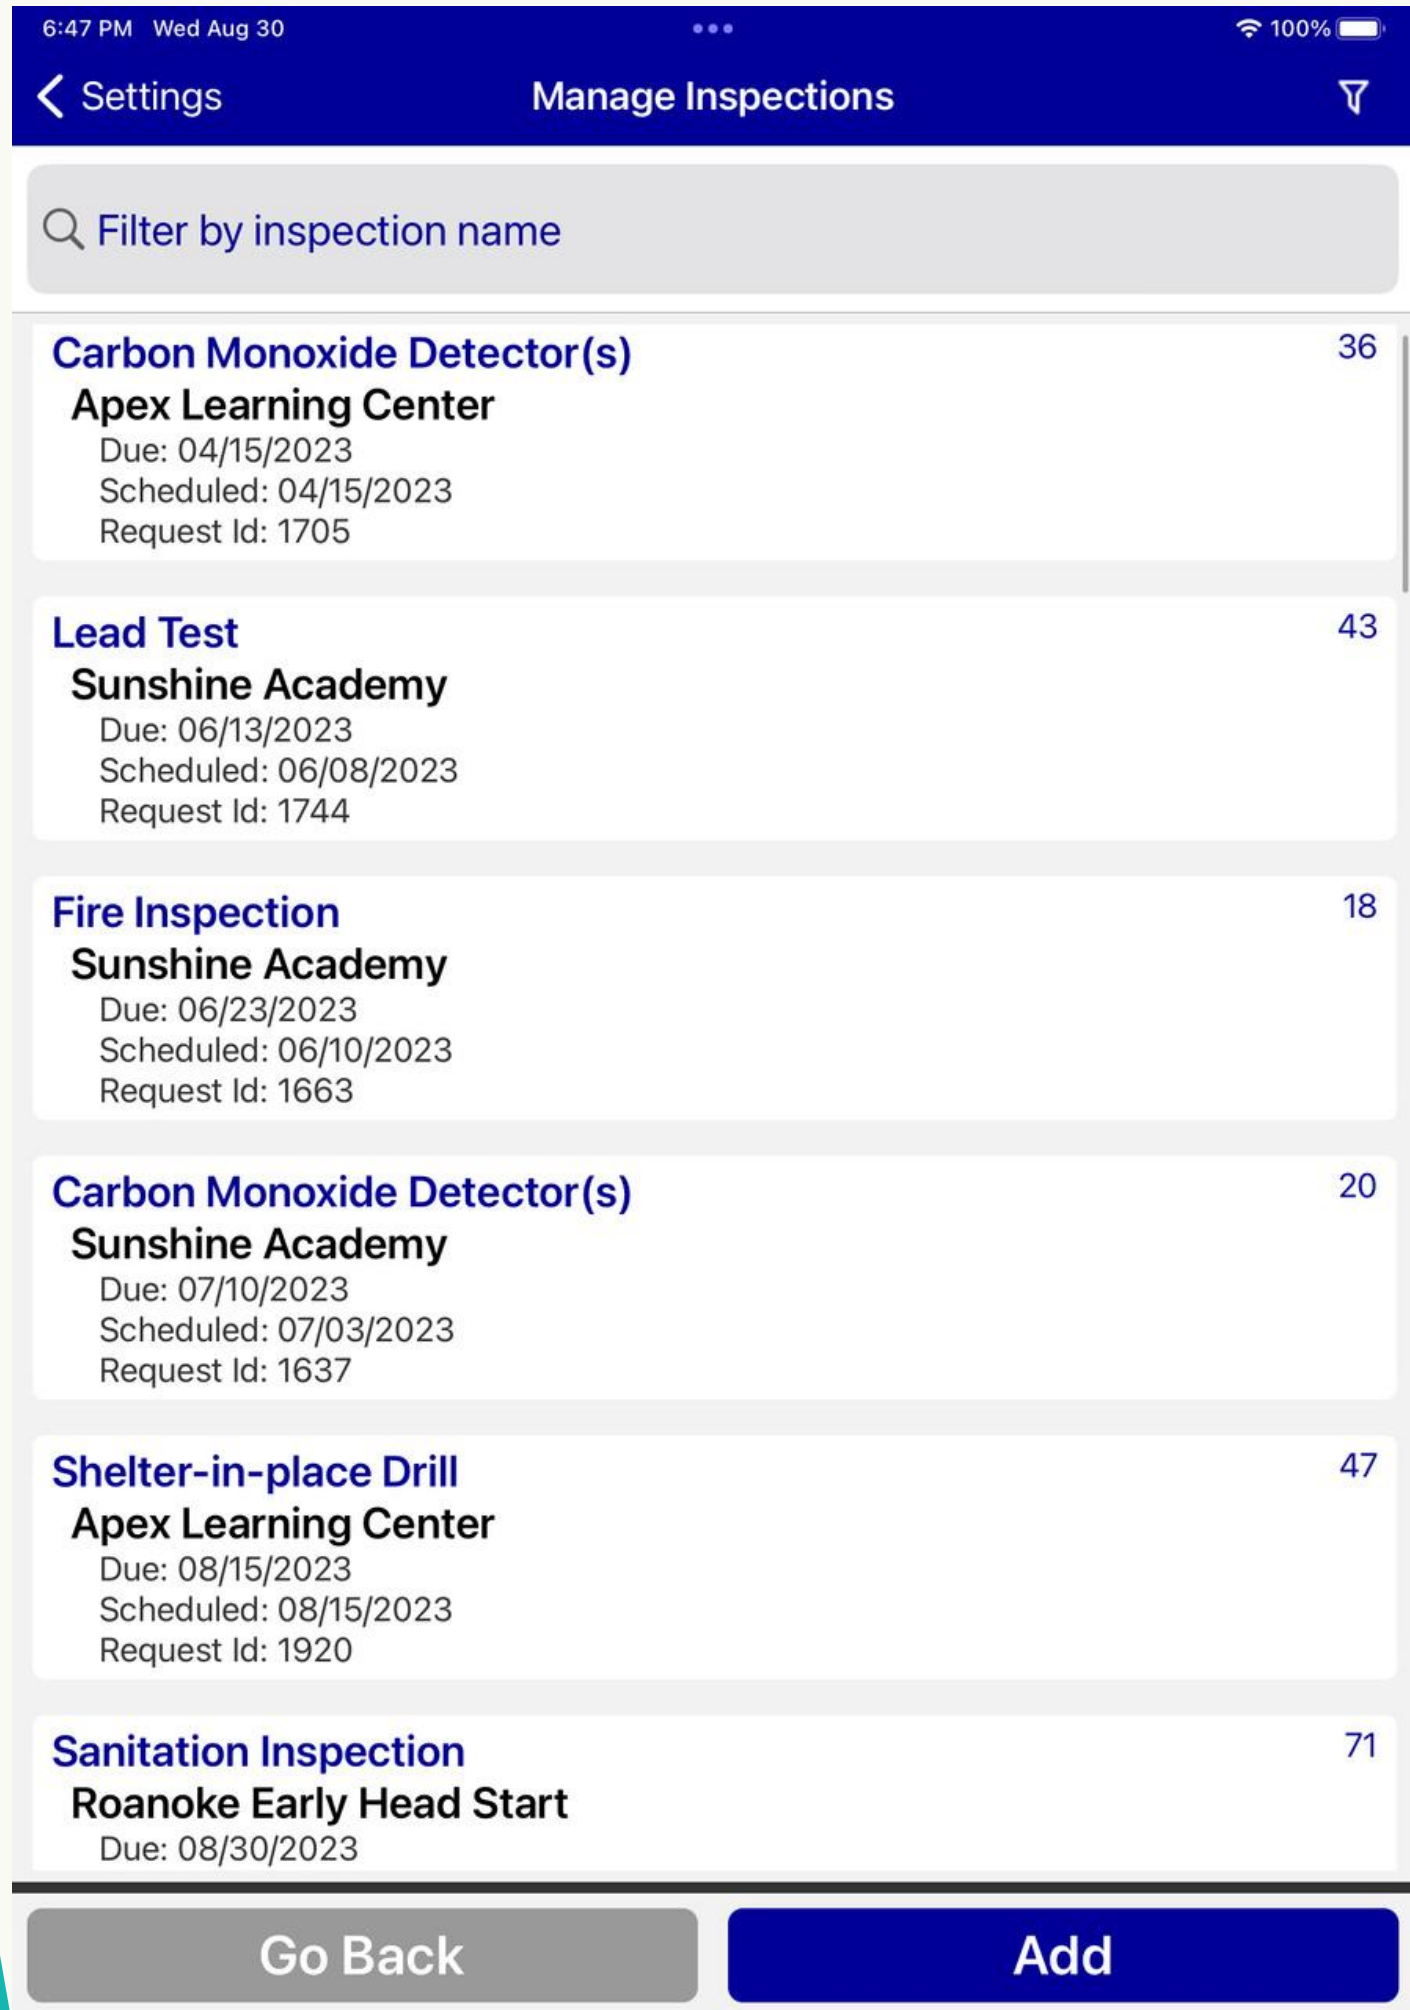 6:47 PM Wed Aug 30 100%
Settings Manage Inspections
Filter by inspection name
Carbon Monoxide Detector(s) 36
Apex Learning Center
Due: 04/15/2023
Scheduled: 04/15/2023
Request Id: 1705
Lead Test 43
Sunshine Academy
Due: 06/13/2023
Scheduled: 06/08/2023
Request Id: 1744
Fire Inspection 18
Sunshine Academy
Due: 06/23/2023
Scheduled: 06/10/2023
Request Id: 1663
Carbon Monoxide Detector(s) 20
Sunshine Academy
Due: 07/10/2023
Scheduled: 07/03/2023
Request Id: 1637
Shelter-in-place Drill 47
Apex Learning Center
Due: 08/15/2023
Scheduled: 08/15/2023
Request Id: 1920
Sanitation Inspection 71
Roanoke Early Head Start
Due: 08/30/2023
Go Back Add